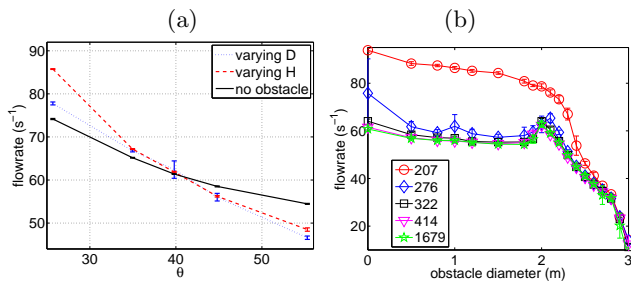 (a)
varying D
varying H
no obstacle
flowrate (s⁻¹)
90
80
70
60
50
30
40
50
θ
(b)
flowrate (s⁻¹)
80
60
40
20
207
276
322
414
1679
0
1
2
3
obstacle diameter (m)